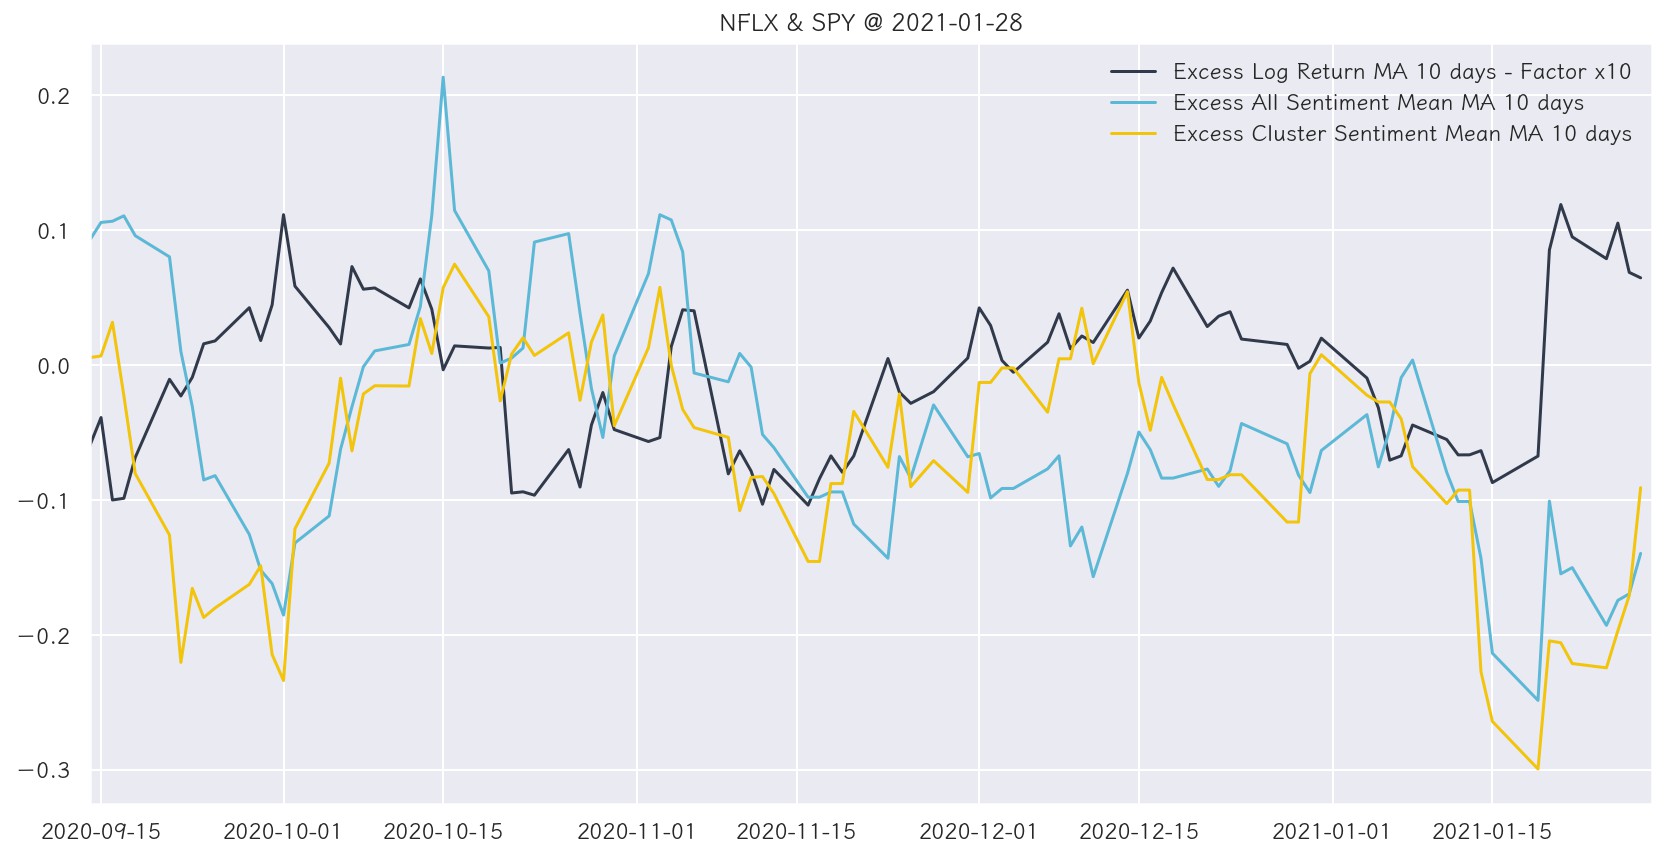 NFLX & SPY @ 2021-01-28
Excess Log Return MA 10 days - Factor x10
Excess All Sentiment Mean MA 10 days
Excess Cluster Sentiment Mean MA 10 days
0.2
0.1
0.0
−0.1
−0.2
−0.3
2020-09-15 2020-10-01 2020-10-15 2020-11-01 2020-11-15 2020-12-01 2020-12-15 2021-01-01 2021-01-15